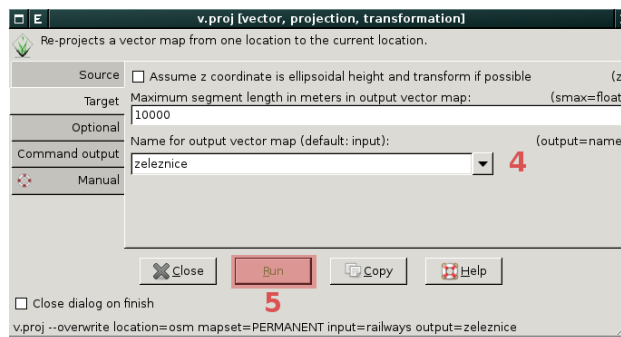 E v.proj [vector, projection, transformation]
Re-projects a vector map from one location to the current location.
Source
Assume z coordinate is ellipsoidal height and transform if possible (z
Target
Maximum segment length in meters in output vector map: (smax=float
10000
Optional
Name for output vector map (default: input): (output=name
Command output
zeleznice 4
Manual
Close Run Copy Help
Close dialog on finish 5
v.proj --overwrite location=osm mapset=PERMANENT input=railways output=zeleznice